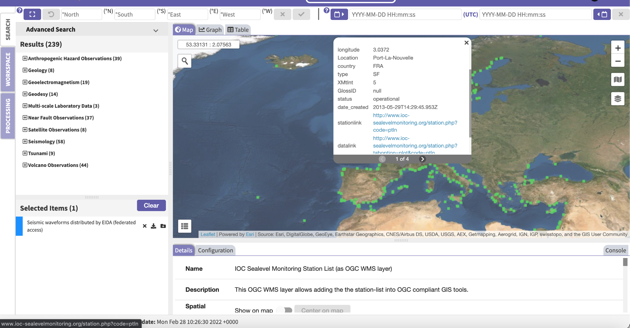 "North (°N) "South (°S) "East (°E) "West (°W) YYYY-MM-DD HH:mm:ss (UTC) YYYY-MM-DD HH:mm:ss
SEARCH
WORKSPACE
PROCESSING
Advanced Search
Results (239)
Anthropogenic Hazard Observations (39)
Geology (8)
Geoelectromagnetism (19)
Geodesy (14)
Multi-scale Laboratory Data (3)
Near Fault Observations (37)
Satellite Observations (8)
Seismology (58)
Tsunami (9)
Volcano Observations (44)
Selected Items (1)
Clear
Seismic waveforms distributed by EIDA (federated
access)
Map Graph Table
53.33131 : 2.07563
longitude 3.0372
Location Port-La-Nouvelle
country FRA
type SF
XMtInt 5
GlossID null
status operational
date_created 2013-05-29T14:29:45.953Z
stationlink http://www.ioc-
sealevelmonitoring.org/station.php?
code=ptln
datalink http://www.ioc-
sealevelmonitoring.org/station.php?
1 of 4
Leaflet | Powered by Esri | Source: Esri, DigitalGlobe, GeoEye, Earthstar Geographics, CNES/Airbus DS, USDA, USGS, AEX, Getmapping, Aerogrid, IGN, IGP, swisstopo, and the GIS User Community
Details Configuration Console
Name IOC Sealevel Monitoring Station List (as OGC WMS layer)
Description This OGC WMS layer allows adding the the station-list into OGC compliant GIS tools.
Spatial
Show on map Center on map
www.ioc-sealevelmonitoring.org/station.php?code=ptln date: Mon Feb 28 10:26:30 2022 +0000